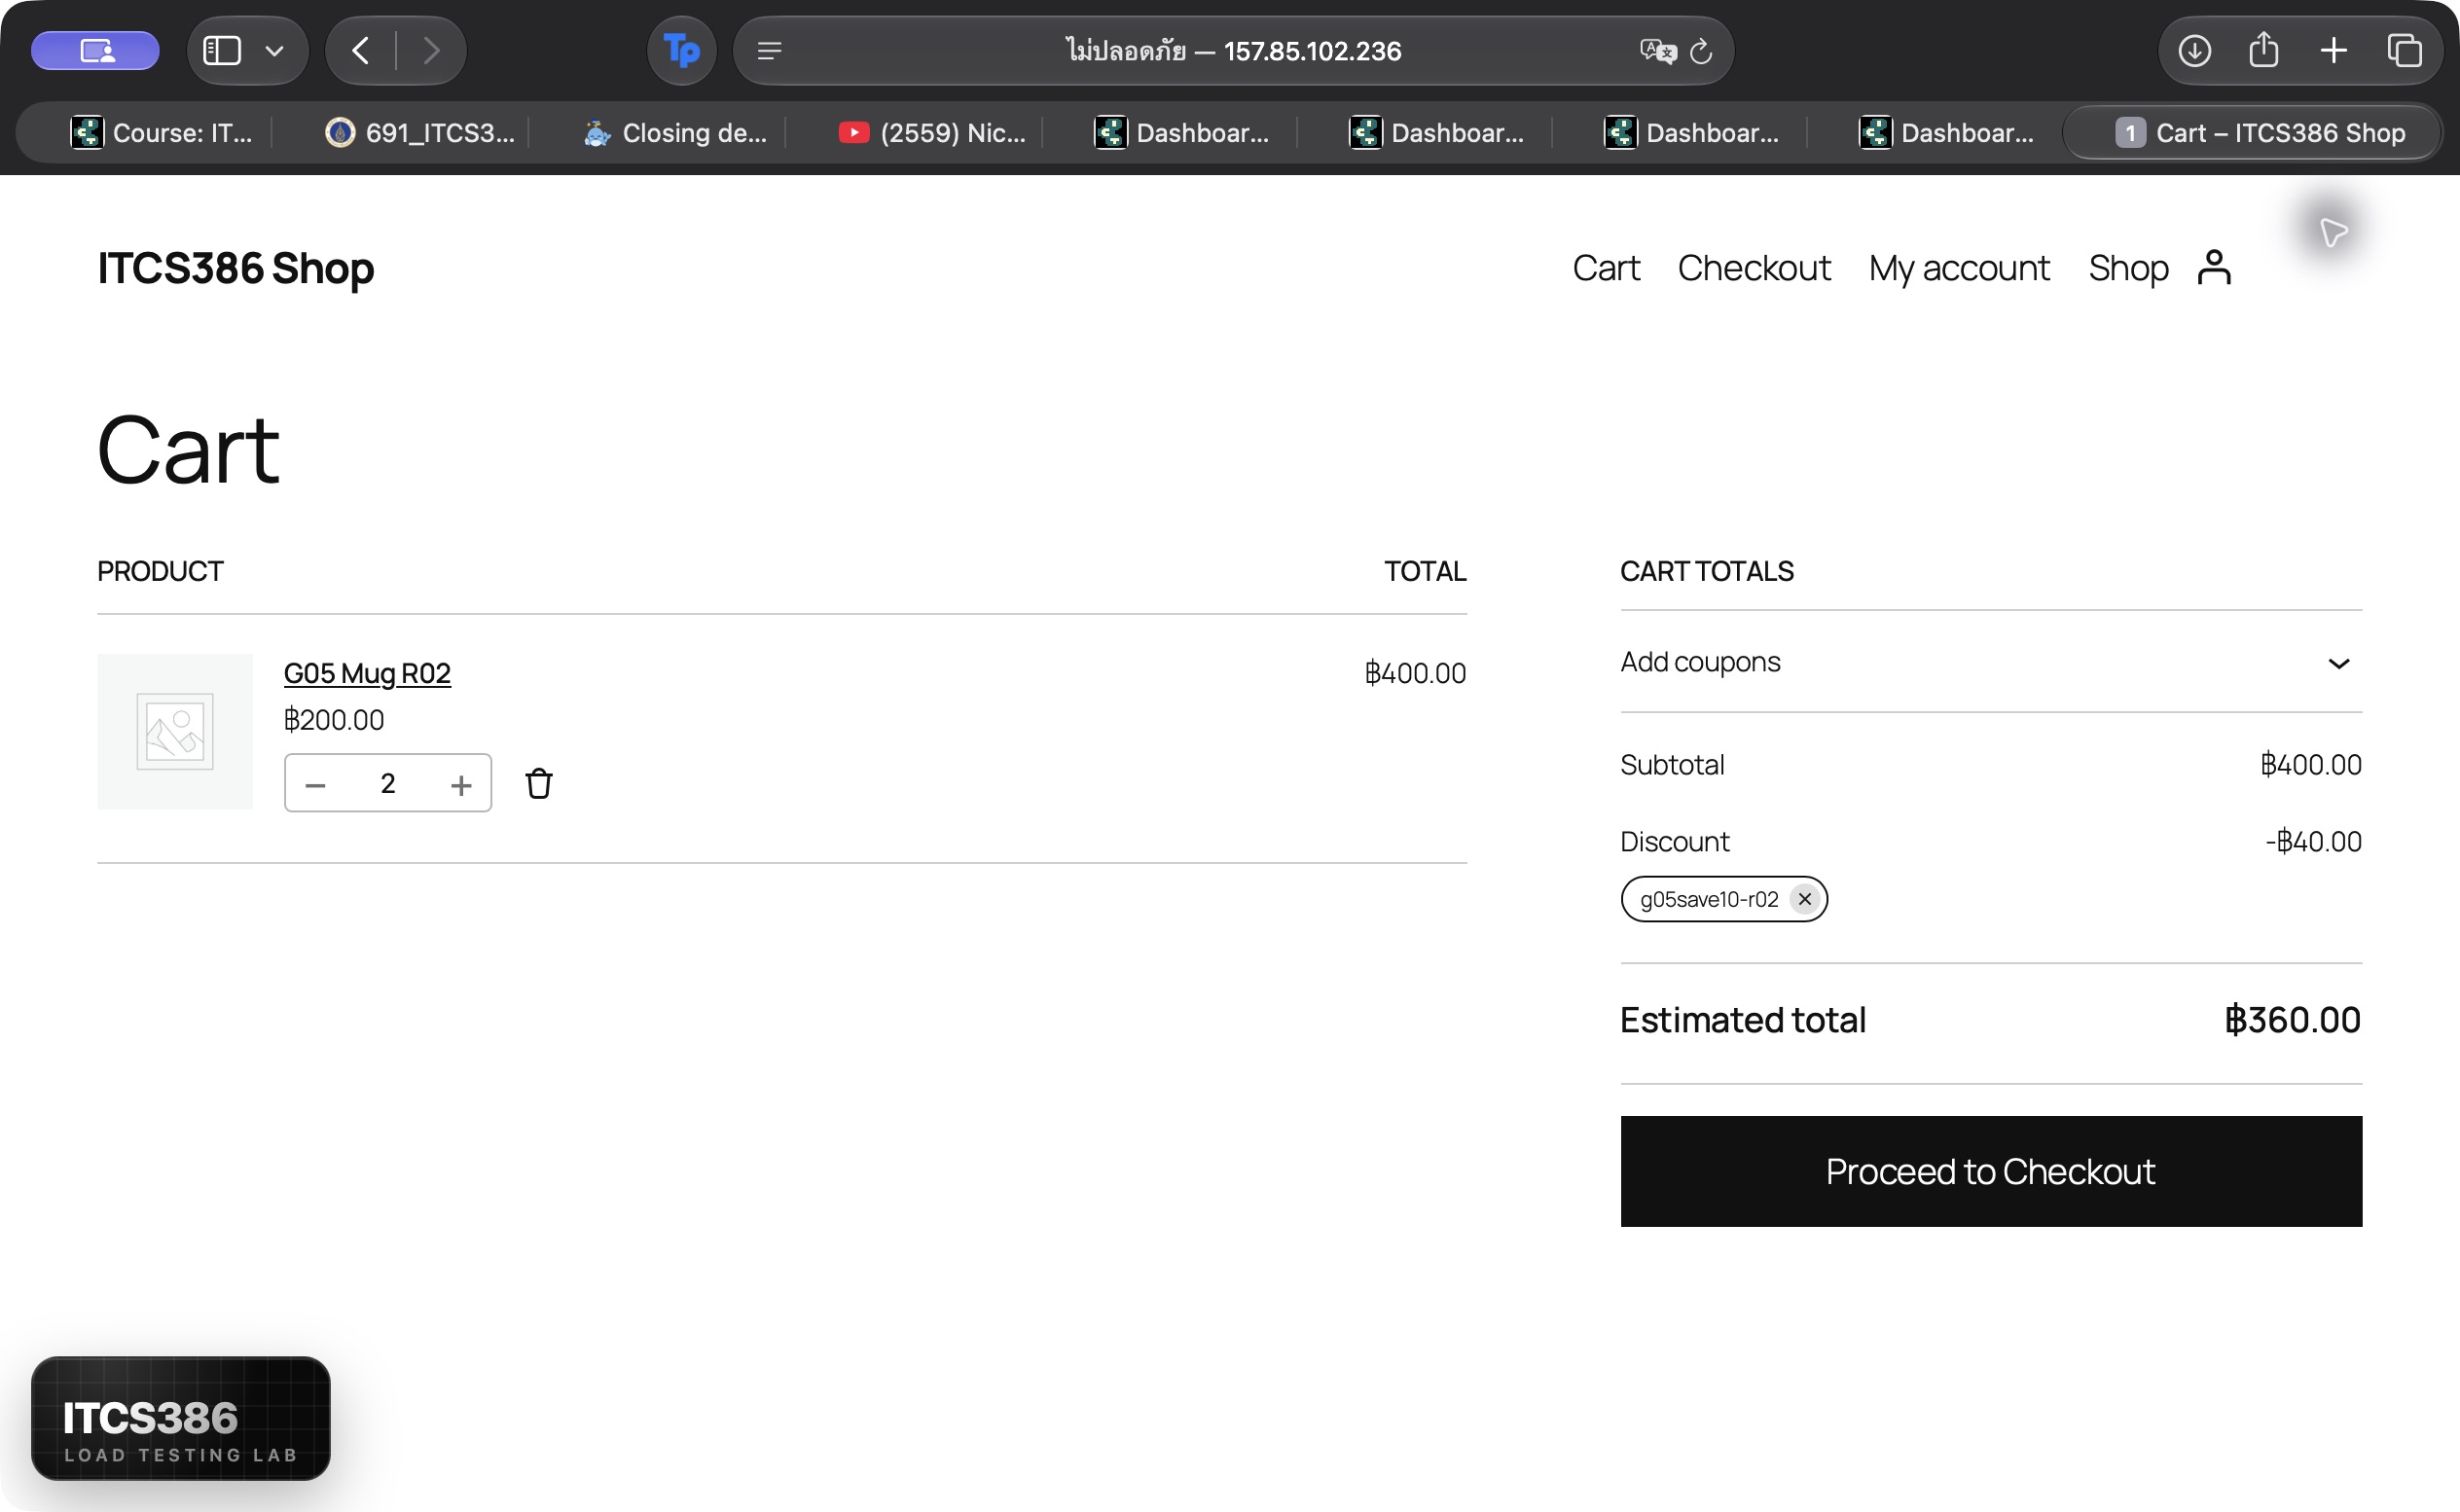 ไม่ปลอดภัย — 157.85.102.236
Course: IT...
691_ITCS3...
Closing de...
(2559) Nic...
Dashboar...
Dashboar...
Dashboar...
Dashboar...
1 Cart – ITCS386 Shop
ITCS386 Shop
Cart Checkout My account Shop
Cart
PRODUCT TOTAL
G05 Mug R02 ฿400.00
฿200.00
2
CART TOTALS
Add coupons
Subtotal ฿400.00
Discount -฿40.00
g05save10-r02
Estimated total ฿360.00
Proceed to Checkout
ITCS386
LOAD TESTING LAB